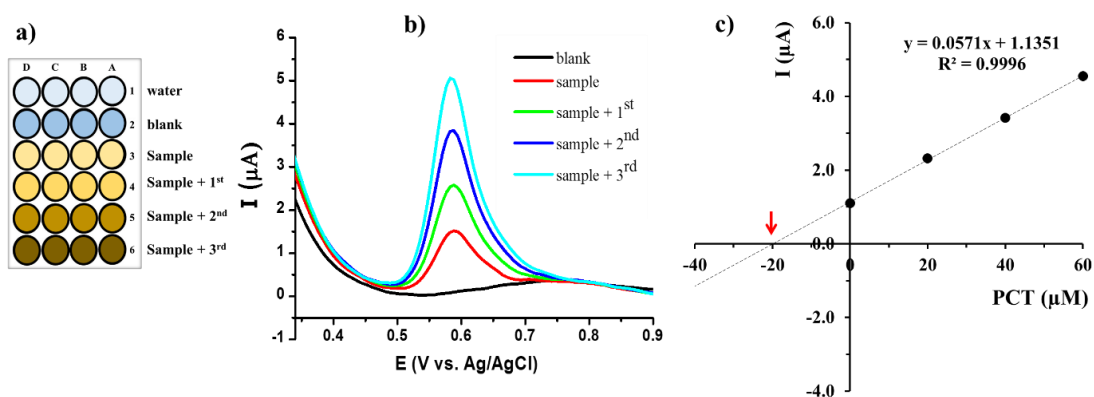 a)
D C B A
1 water
2 blank
3 Sample
4 Sample + 1st
5 Sample + 2nd
6 Sample + 3rd
b)
I (μA)
6
5
4
3
2
1
0
-1
0.4 0.5 0.6 0.7 0.8 0.9
E (V vs. Ag/AgCl)
blank
sample
sample + 1st
sample + 2nd
sample + 3rd
c)
I (μA)
y = 0.0571x + 1.1351
R² = 0.9996
6.0
4.0
2.0
0.0
-2.0
-4.0
-40 -20 0 20 40 60
PCT (μM)